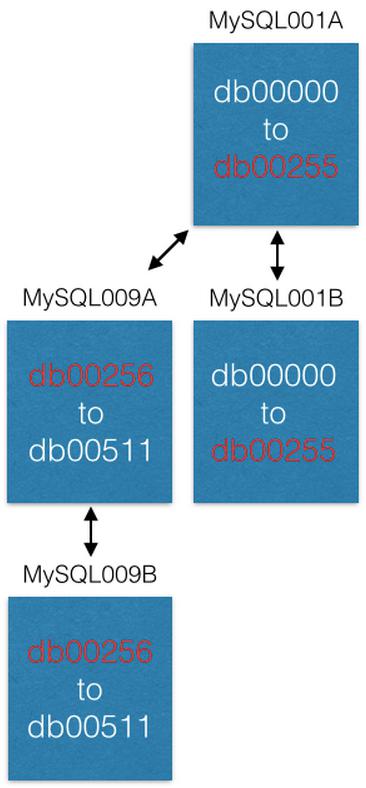 MySQL001A
db00000
to
db00255
MySQL009A
db00256
to
db00511
MySQL001B
db00000
to
db00255
MySQL009B
db00256
to
db00511